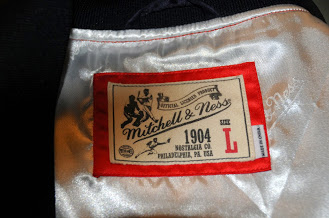 OFFICIAL LICENSED PRODUCT
Mitchell & Ness
1904
NOSTALGIA CO.
PHILADELPHIA, PA. USA
SIZE
L